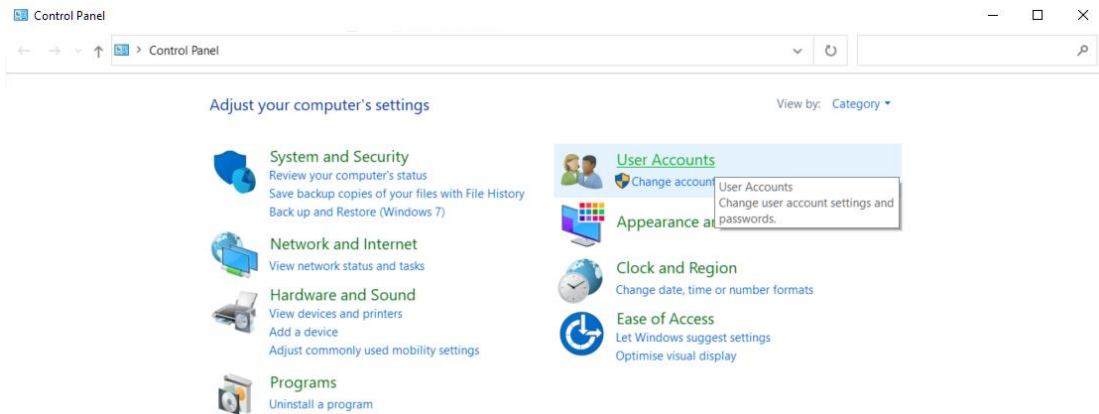 Control Panel
Control Panel
Adjust your computer's settings
View by: Category
System and Security
Review your computer's status
Save backup copies of your files with File History
Back up and Restore (Windows 7)
Network and Internet
View network status and tasks
Hardware and Sound
View devices and printers
Add a device
Adjust commonly used mobility settings
Programs
Uninstall a program
User Accounts
Change account
User Accounts
Change user account settings and
passwords.
Appearance a
Clock and Region
Change date, time or number formats
Ease of Access
Let Windows suggest settings
Optimise visual display